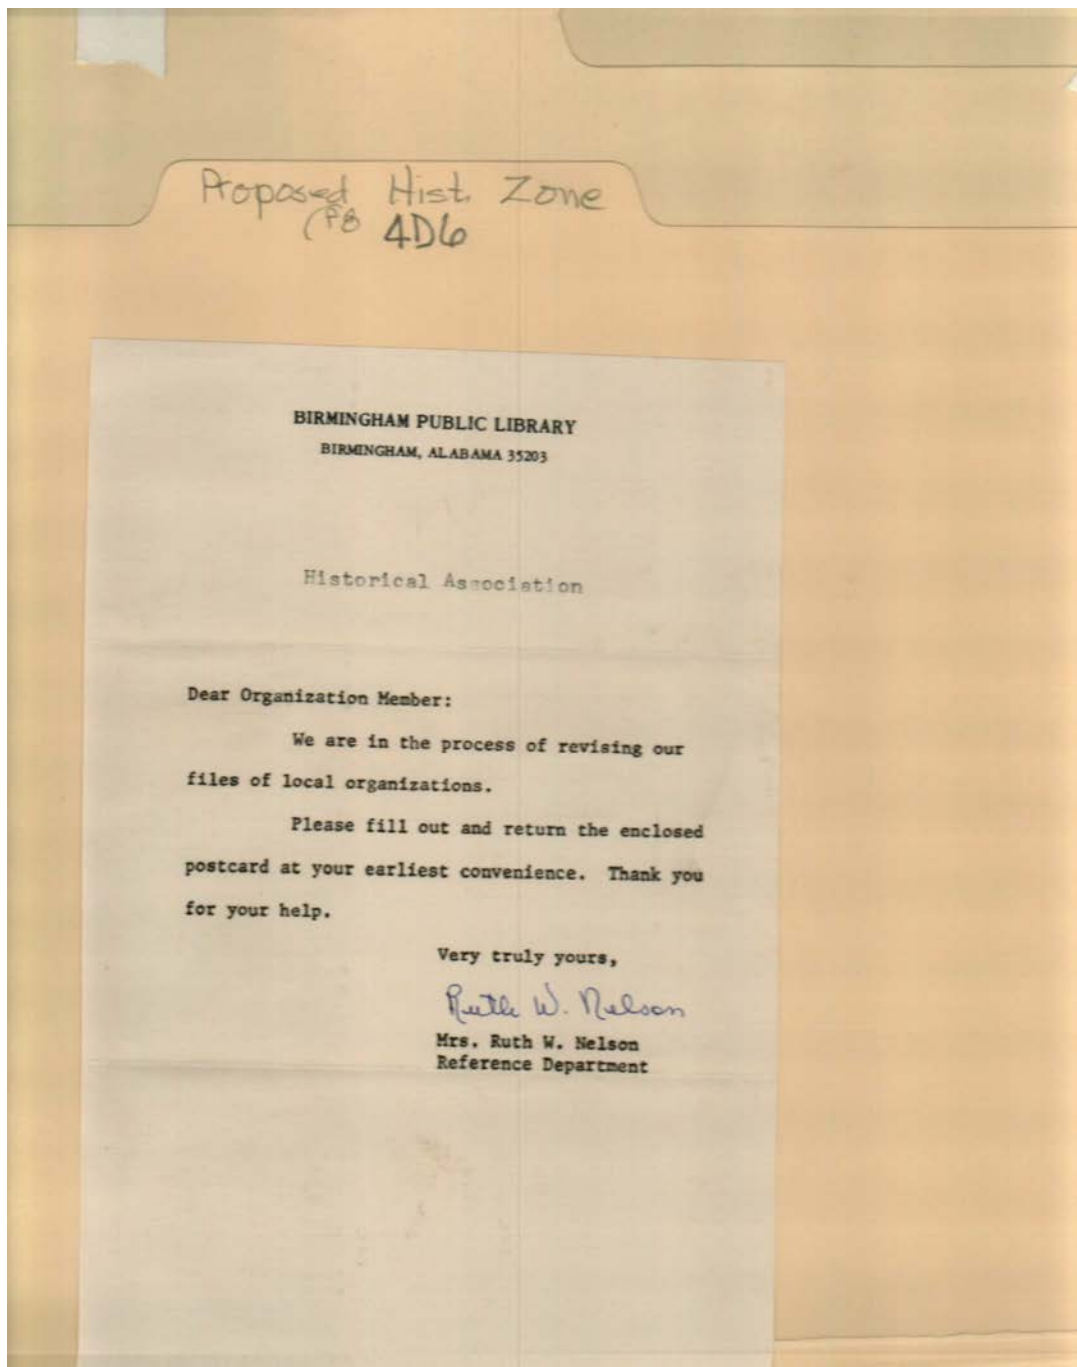 Proposed Hist. Zone
(P8 4D6
BIRMINGHAM PUBLIC LIBRARY
BIRMINGHAM, ALABAMA 35203
Historical Association
Dear Organization Member:
We are in the process of revising our
files of local organizations.
Please fill out and return the enclosed
postcard at your earliest convenience. Thank you
for your help.
Very truly yours,
Ruth W. Nelson
Mrs. Ruth W. Nelson
Reference Department